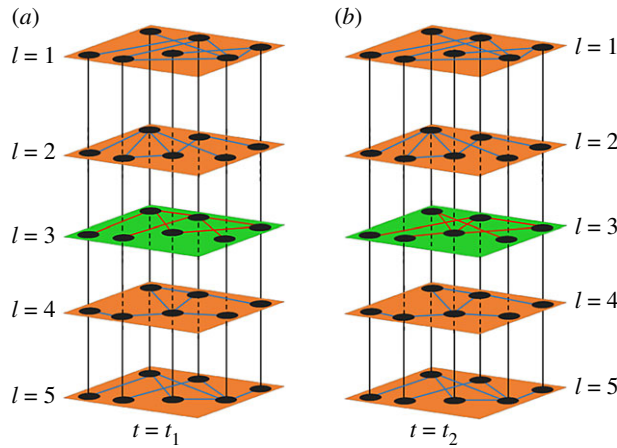 (a)
(b)
l = 1
l = 2
l = 3
l = 4
l = 5
t = t₁
l = 1
l = 2
l = 3
l = 4
l = 5
t = t₂